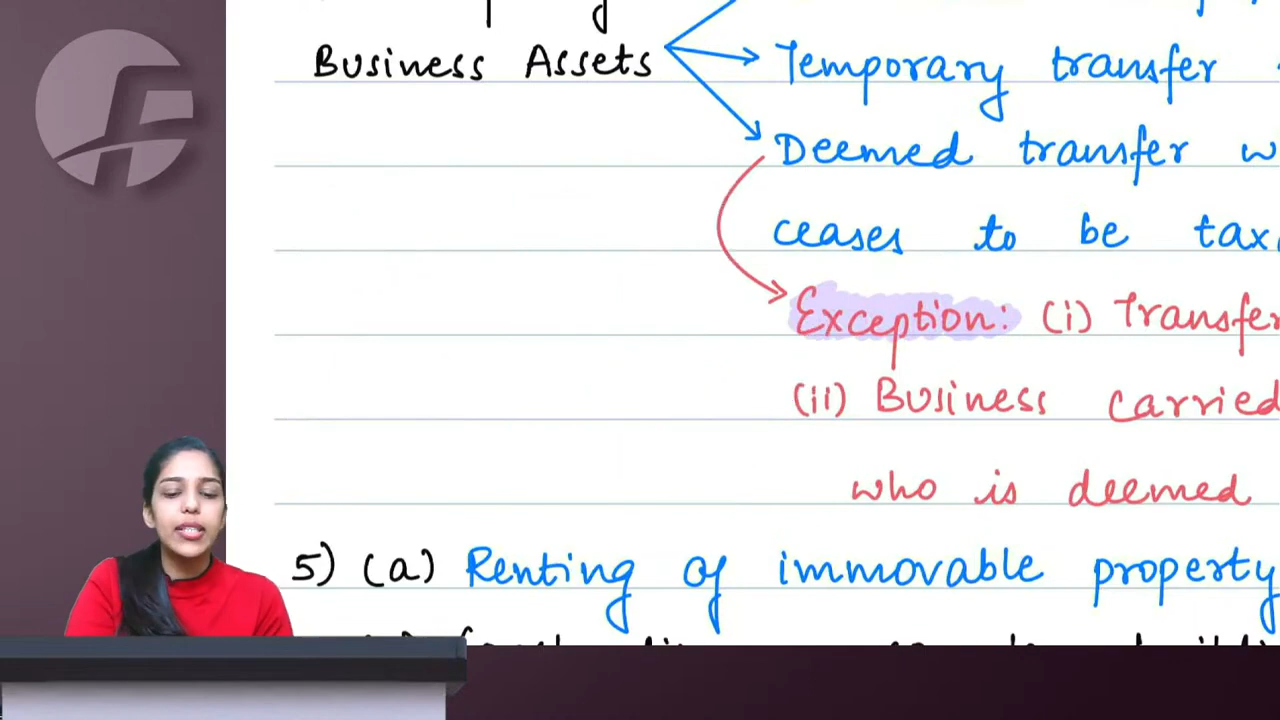 Business Assets
Temporary transfer
Deemed transfer w
ceases to be tax
Exception: (i) Transfer
(ii) Business carried
who is deemed
5) (a) Renting of immovable property